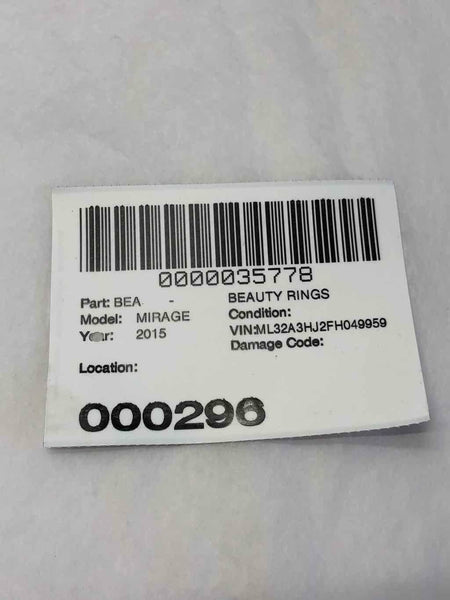 0000035778
Part: BEA - BEAUTY RINGS
Model: MIRAGE Condition:
Year: 2015 VIN:ML32A3HJ2FH049959
Damage Code:
Location:
000296